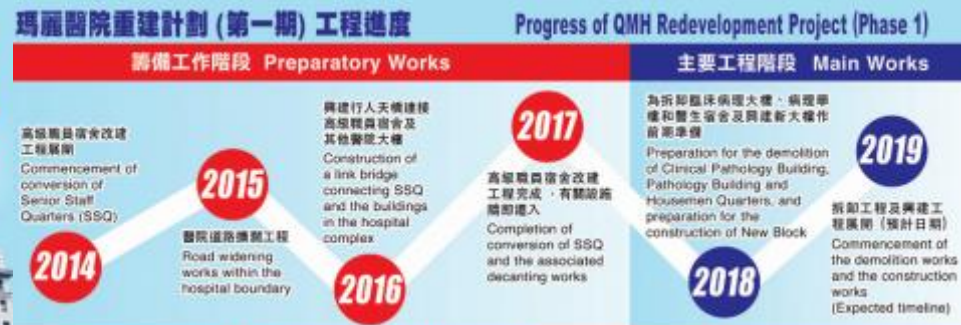 瑪麗醫院重建計劃 (第一期) 工程進度
Progress of QMH Redevelopment Project (Phase 1)
籌備工作階段 Preparatory Works
主要工程階段 Main Works
高級職員宿舍改建
工程展開
Commencement of
conversion of
Senior Staff
Quarters (SSQ)
2014
2015
醫院道路擴闊工程
Road widening
works within the
hospital boundary
興建行人天橋連接
高級職員宿舍及
其他醫院大樓
Construction of
a link bridge
connecting SSQ
and the buildings
in the hospital
complex
2016
2017
高級職員宿舍改建
工程完成，有關設施
隨即遷入
Completion of
conversion of SSQ
and the associated
decanting works
為拆卸臨床病理大樓、病理學
樓和醫生宿舍及興建新大樓作
前期準備
Preparation for the demolition
of Clinical Pathology Building,
Pathology Building and
Housemen Quarters, and
preparation for the
construction of New Block
2018
2019
拆卸工程及興建工
程展開（預計日期）
Commencement of
the demolition works
and the construction
works
(Expected timeline)